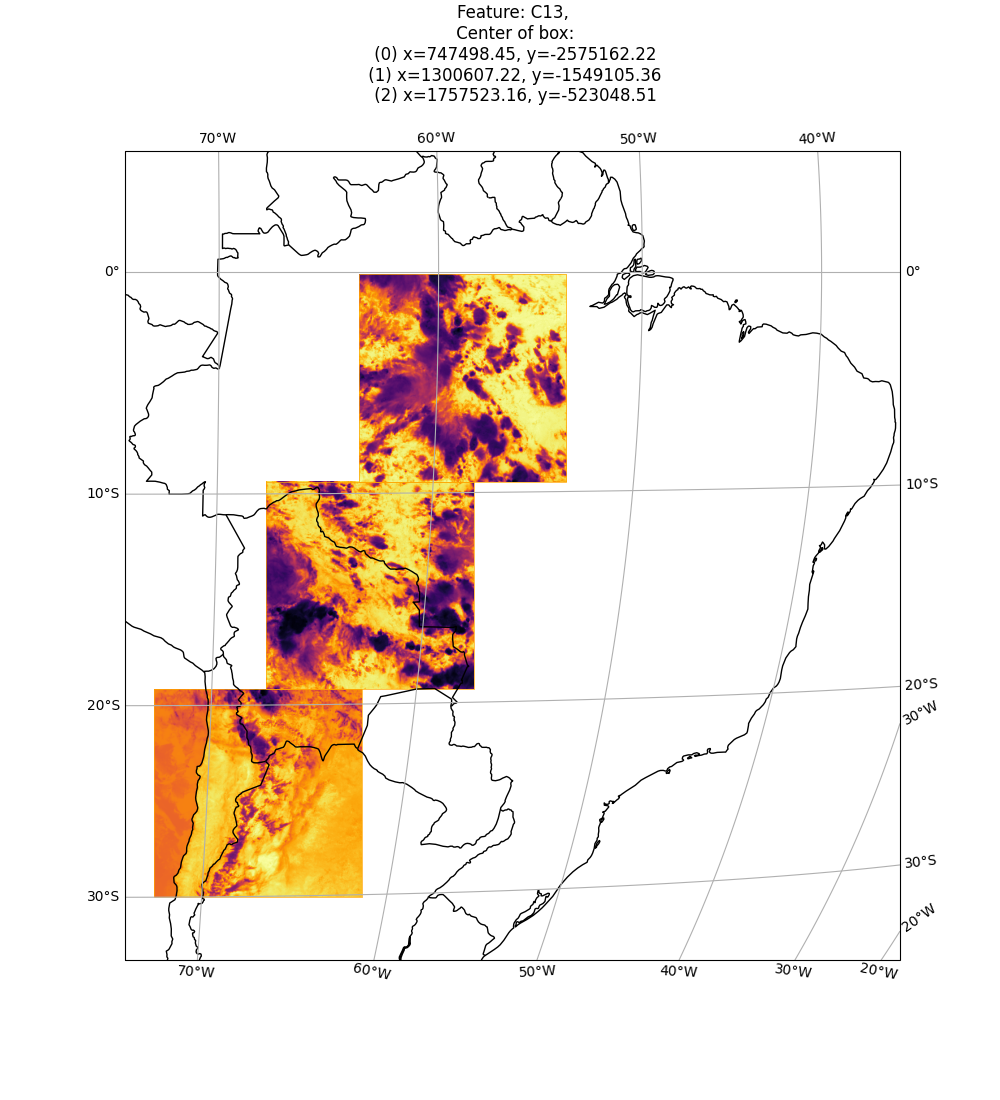 Feature: C13,
Center of box:
(0) x=747498.45, y=-2575162.22
(1) x=1300607.22, y=-1549105.36
(2) x=1757523.16, y=-523048.51
70°W 60°W 50°W 40°W
0° 0°
10°S 10°S
20°S 20°S
30°W
30°S 30°S
20°W
70°W 60°W 50°W 40°W 30°W 20°W